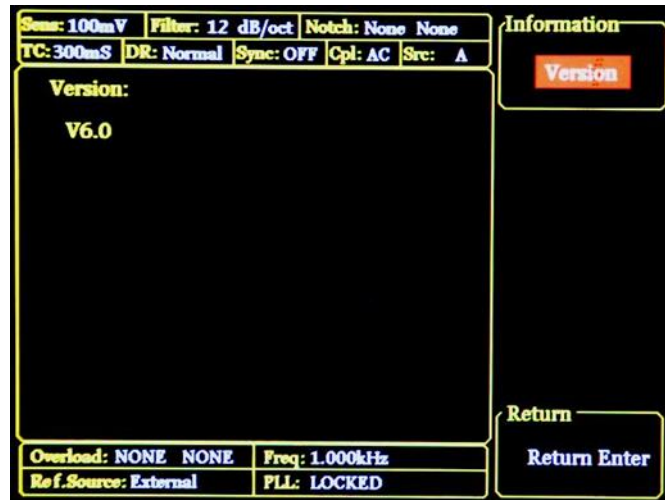 Sens: 100mV Filter: 12 dB/oct Notch: None None
TC: 300mS DR: Normal Sync: OFF Cpl: AC Src: A
Version:
V6.0
Information
Version
Return
Return Enter
Overload: NONE NONE Freq: 1.000kHz
Ref.Source: External PLL: LOCKED